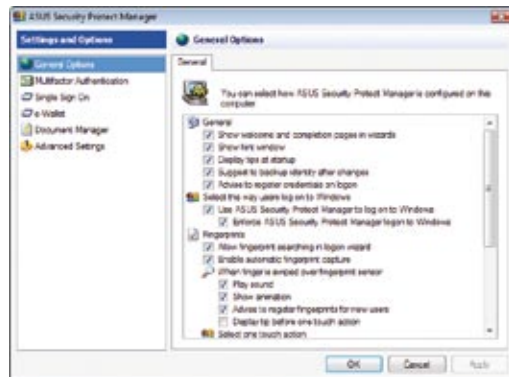 ASUS Security Protect Manager
Settings and Options
General Options
Multifactor Authentication
Single Sign On
e-Wallet
Document Manager
Advanced Settings
General Options
General
You can select how ASUS Security Protect Manager is configured on this
computer
General
Show welcome and completion pages in wizards
Show hint window
Display tips at startup
Suggest to backup identity after changes
Advise to register credentials on logon
Select the way users log on to Windows
Use ASUS Security Protect Manager to log on to Windows
Enforce ASUS Security Protect Manager logon to Windows
Fingerprints
Allow fingerprint searching in logon wizard
Enable automatic fingerprint capture
When finger is swiped over fingerprint sensor
Play sound
Show animation
Advise to register fingerprints for new users
Display tip before one touch action
Select one touch action
OK
Cancel
Apply